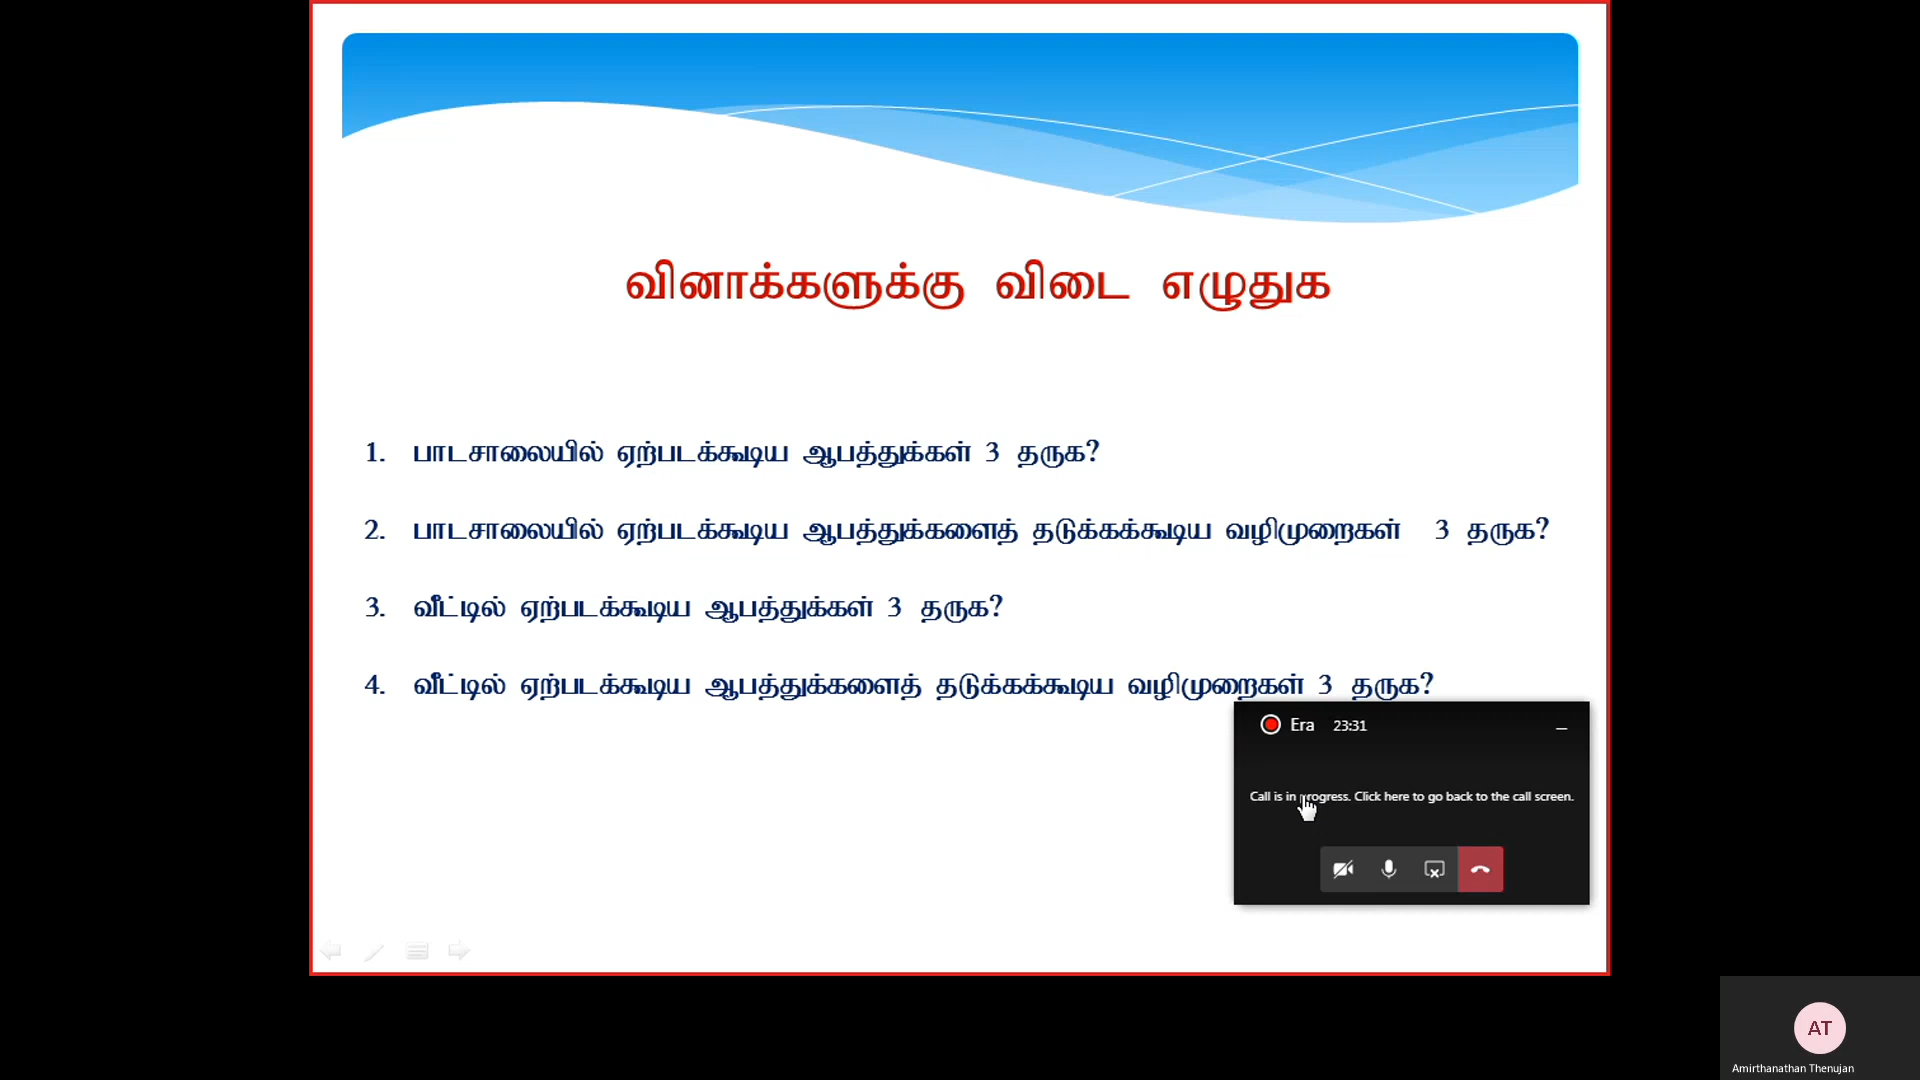 வினாக்களுக்கு விடை எழுதுக
1. பாடசாலையில் ஏற்படக்கூடிய ஆபத்துக்கள் 3 தருக?
2. பாடசாலையில் ஏற்படக்கூடிய ஆபத்துக்களைத் தடுக்கக்கூடிய வழிமுறைகள் 3 தருக?
3. வீட்டில் ஏற்படக்கூடிய ஆபத்துக்கள் 3 தருக?
4. வீட்டில் ஏற்படக்கூடிய ஆபத்துக்களைத் தடுக்கக்கூடிய வழிமுறைகள் 3 தருக?
Era 23:31
Call is in progress. Click here to go back to the call screen.
AT
Amirthanathan Thenujan